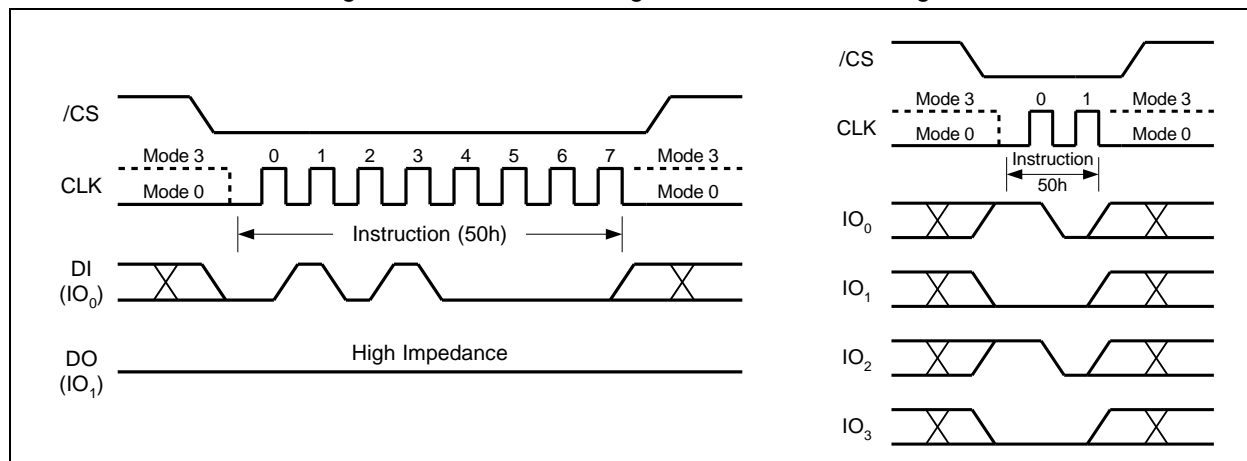 /CS
Mode 3 0 1 2 3 4 5 6 7 Mode 3
CLK
Mode 0 Mode 0
Instruction (50h)
DI
(IO0)
High Impedance
DO
(IO1)
/CS
Mode 3 0 1 Mode 3
CLK
Mode 0 Mode 0
Instruction
50h
IO0
IO1
IO2
IO3